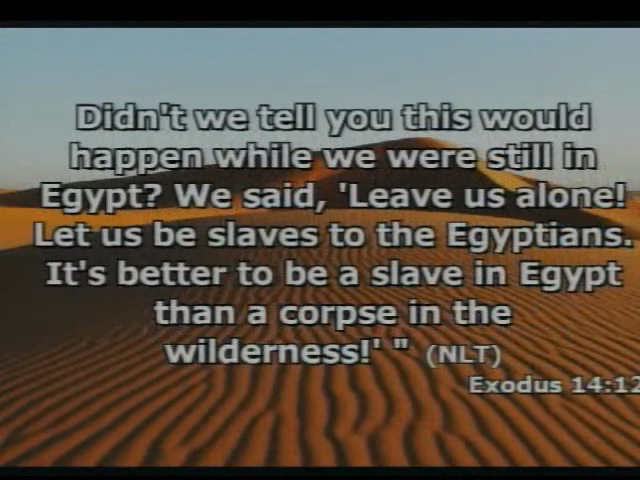 Didn't we tell you this would
happen while we were still in
Egypt? We said, 'Leave us alone!
Let us be slaves to the Egyptians.
It's better to be a slave in Egypt
than a corpse in the
wilderness!' " (NLT)
Exodus 14:12